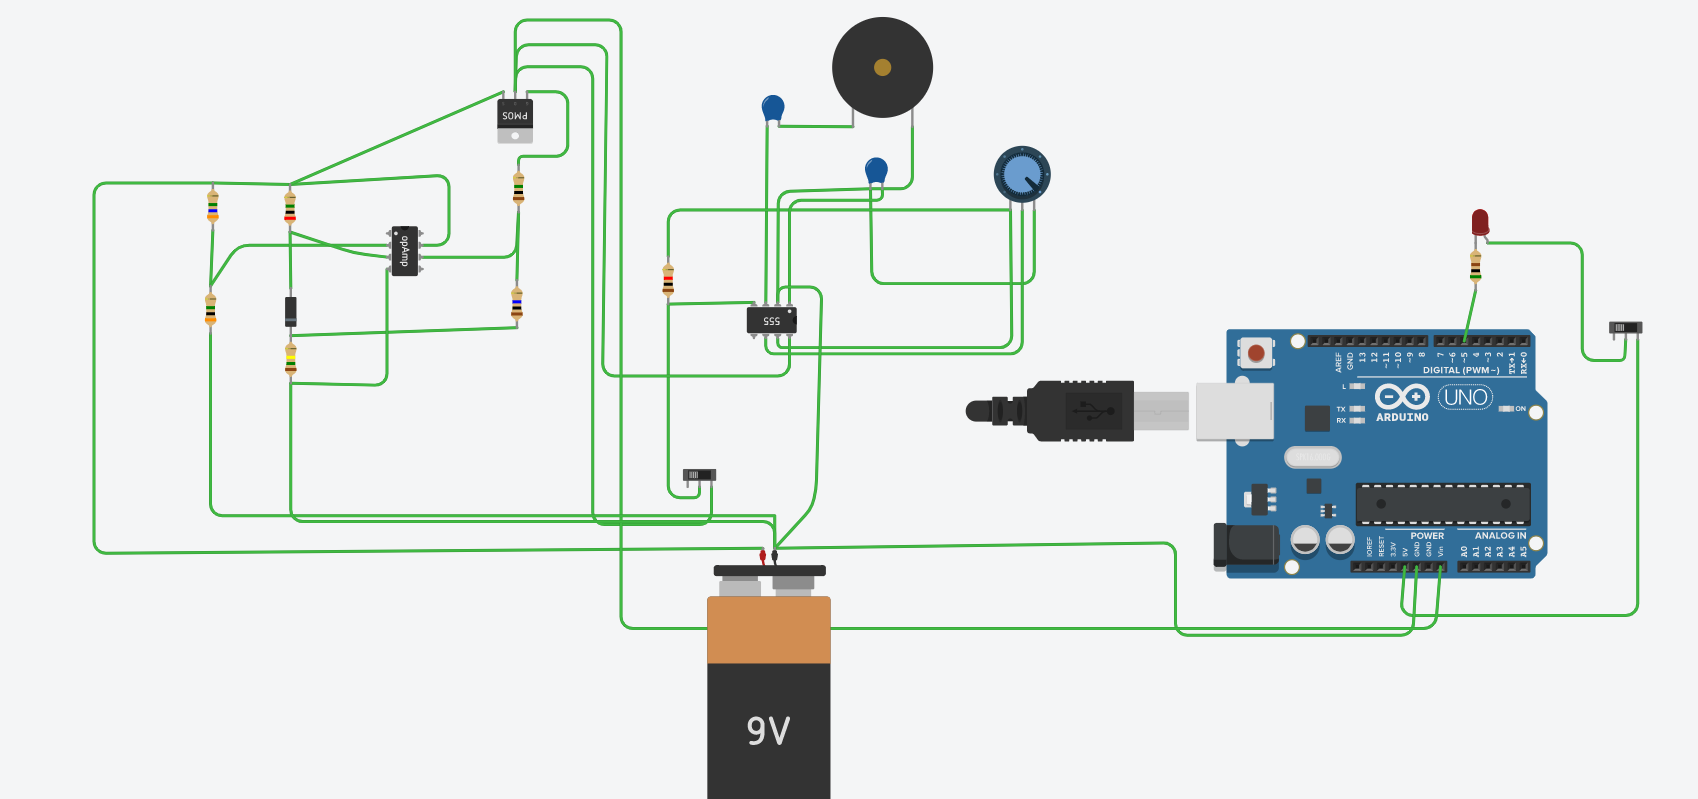 PMOS
opAmp
555
AREF
GND
13
12
~11
~10
~9
8
7
~6
~5
4
~3
2
TX→1
RX←0
DIGITAL (PWM~)
L
TX
RX
ARDUINO
UNO
ON
POWER
ANALOG IN
IOREF
RESET
3.3V
5V
GND
GND
Vin
A0
A1
A2
A3
A4
A5
9V